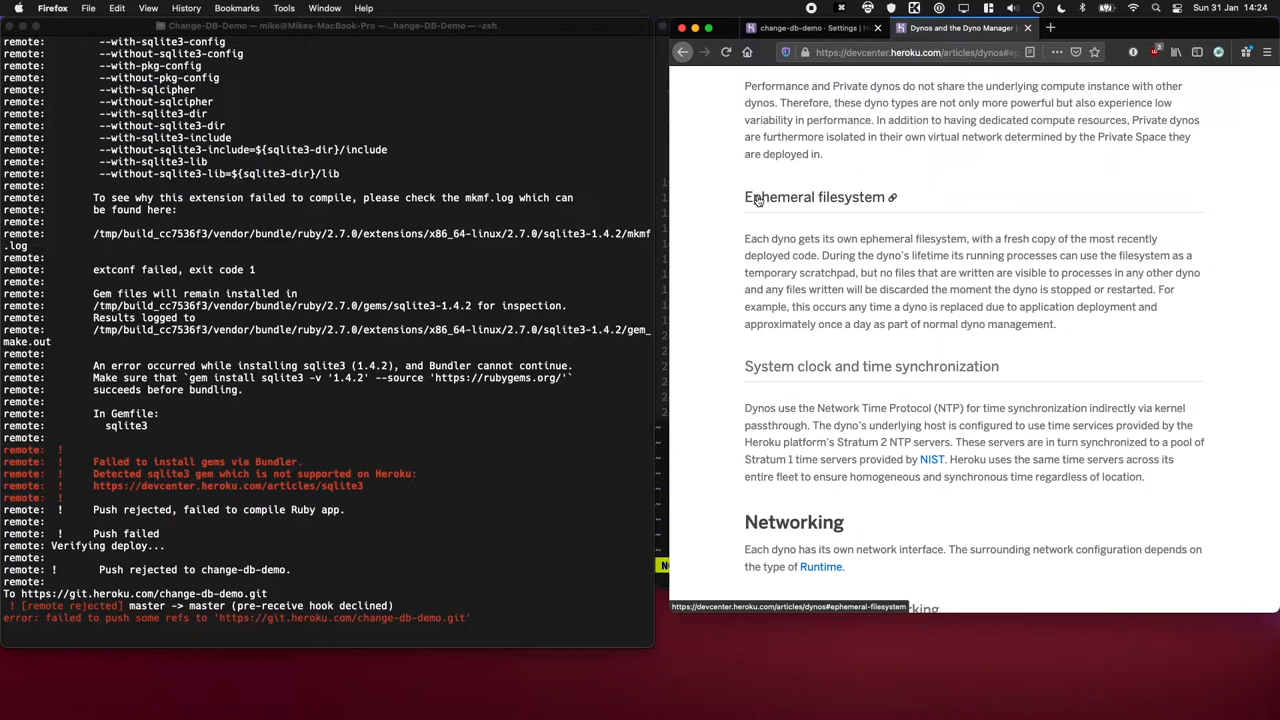 Firefox File Edit View History Bookmarks Tools Window Help
Sun 31 Jan 14:24
Change-DB-Demo — mike@Mikes-MacBook-Pro — ..hange-DB-Demo — -zsh
remote: --with-sqlite3-config
remote: --without-sqlite3-config
remote: --with-pkg-config
remote: --without-pkg-config
remote: --with-sqlcipher
remote: --without-sqlcipher
remote: --with-sqlite3-dir
remote: --without-sqlite3-dir
remote: --with-sqlite3-include
remote: --without-sqlite3-include=${sqlite3-dir}/include
remote: --with-sqlite3-lib
remote: --without-sqlite3-lib=${sqlite3-dir}/lib
remote:
remote: To see why this extension failed to compile, please check the mkmf.log which can
remote: be found here:
remote:
remote: /tmp/build_cc7536f3/vendor/bundle/ruby/2.7.0/extensions/x86_64-linux/2.7.0/sqlite3-1.4.2/mkmf
.log
remote:
remote: extconf failed, exit code 1
remote:
remote: Gem files will remain installed in
remote: /tmp/build_cc7536f3/vendor/bundle/ruby/2.7.0/gems/sqlite3-1.4.2 for inspection.
remote: Results logged to
remote: /tmp/build_cc7536f3/vendor/bundle/ruby/2.7.0/extensions/x86_64-linux/2.7.0/sqlite3-1.4.2/gem_
make.out
remote:
remote: An error occurred while installing sqlite3 (1.4.2), and Bundler cannot continue.
remote: Make sure that `gem install sqlite3 -v '1.4.2' --source 'https://rubygems.org/'`
remote: succeeds before bundling.
remote:
remote: In Gemfile:
remote: sqlite3
remote:
remote: !
remote: ! Failed to install gems via Bundler.
remote: ! Detected sqlite3 gem which is not supported on Heroku:
remote: ! https://devcenter.heroku.com/articles/sqlite3
remote: !
remote: ! Push rejected, failed to compile Ruby app.
remote:
remote: ! Push failed
remote: Verifying deploy...
remote:
remote: ! Push rejected to change-db-demo.
remote:
To https://git.heroku.com/change-db-demo.git
! [remote rejected] master -> master (pre-receive hook declined)
error: failed to push some refs to 'https://git.heroku.com/change-db-demo.git'
change-db-demo · Settings | H
Dynos and the Dyno Manager
https://devcenter.heroku.com/articles/dynos#ep
Performance and Private dynos do not share the underlying compute instance with other
dynos. Therefore, these dyno types are not only more powerful but also experience low
variability in performance. In addition to having dedicated compute resources, Private dynos
are furthermore isolated in their own virtual network determined by the Private Space they
are deployed in.
Ephemeral filesystem
Each dyno gets its own ephemeral filesystem, with a fresh copy of the most recently
deployed code. During the dyno's lifetime its running processes can use the filesystem as a
temporary scratchpad, but no files that are written are visible to processes in any other dyno
and any files written will be discarded the moment the dyno is stopped or restarted. For
example, this occurs any time a dyno is replaced due to application deployment and
approximately once a day as part of normal dyno management.
System clock and time synchronization
Dynos use the Network Time Protocol (NTP) for time synchronization indirectly via kernel
passthrough. The dyno's underlying host is configured to use time services provided by the
Heroku platform's Stratum 2 NTP servers. These servers are in turn synchronized to a pool of
Stratum 1 time servers provided by NIST. Heroku uses the same time servers across its
entire fleet to ensure homogeneous and synchronous time regardless of location.
Networking
Each dyno has its own network interface. The surrounding network configuration depends on
the type of Runtime.
https://devcenter.heroku.com/articles/dynos#ephemeral-filesystem